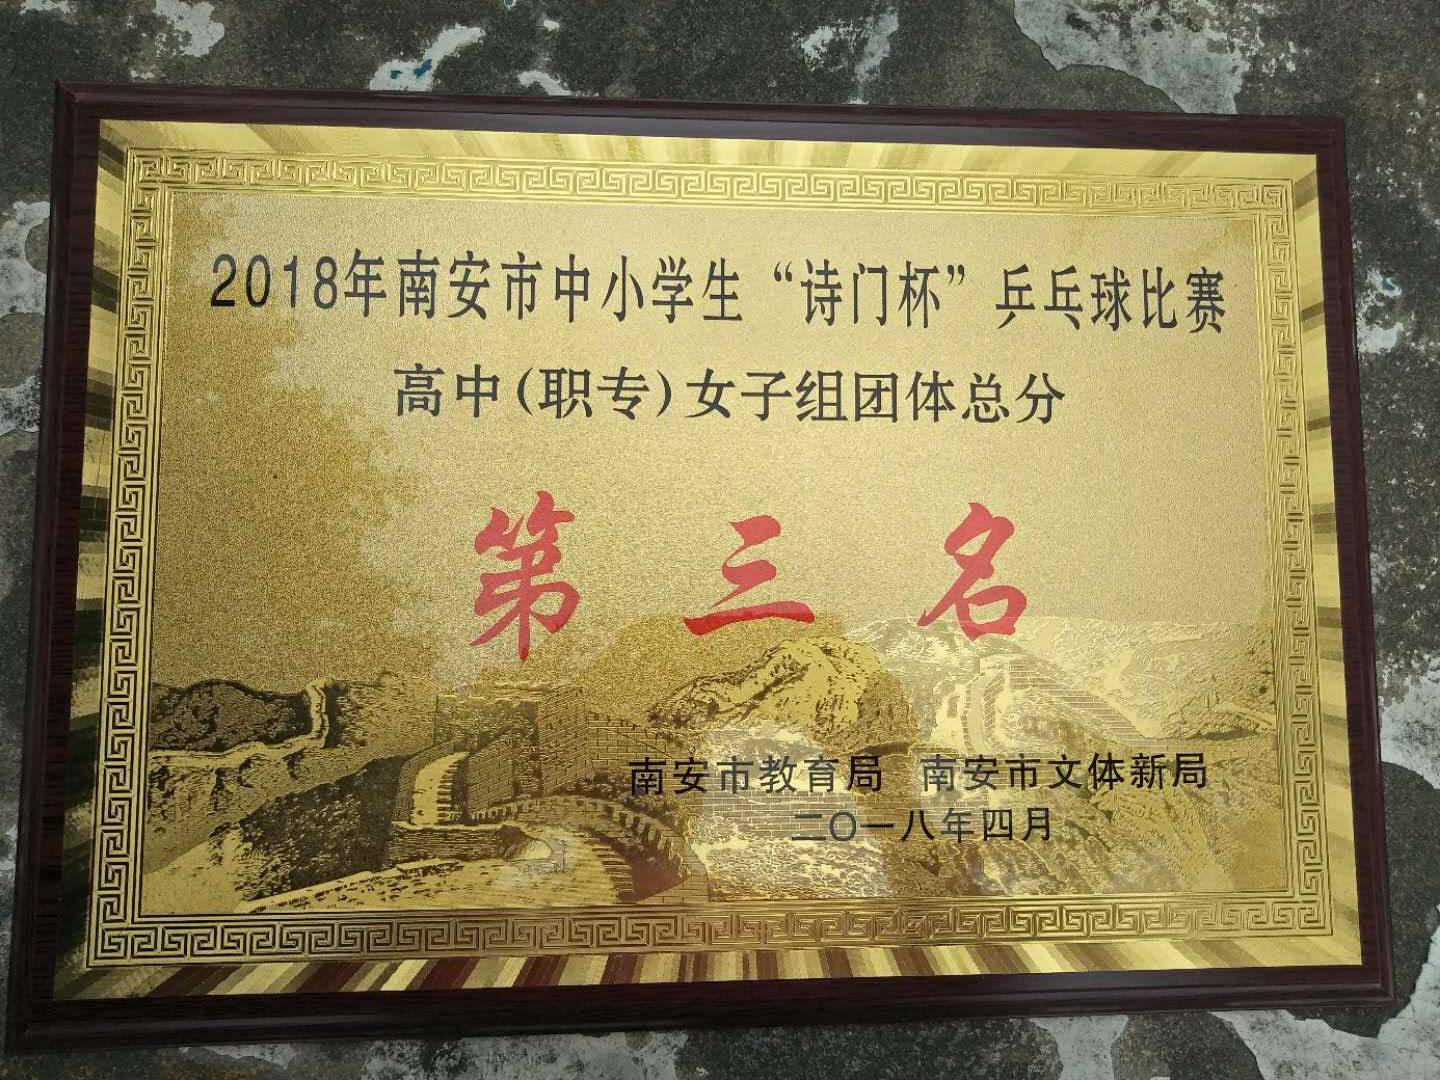 2018年南安市中小学生“诗门杯”乒乓球比赛
高中(职专)女子组团体总分
第三名
南安市教育局 南安市文体新局
二〇一八年四月